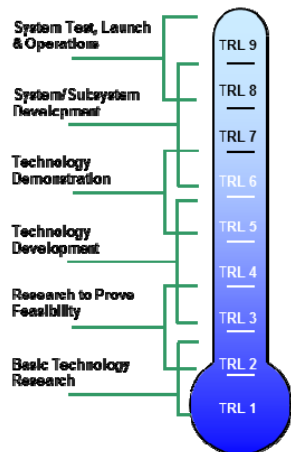 System Test, Launch
& Operations
System/Subsystem
Development
Technology
Demonstration
Technology
Development
Research to Prove
Feasibility
Basic Technology
Research
TRL 9
TRL 8
TRL 7
TRL 6
TRL 5
TRL 4
TRL 3
TRL 2
TRL 1